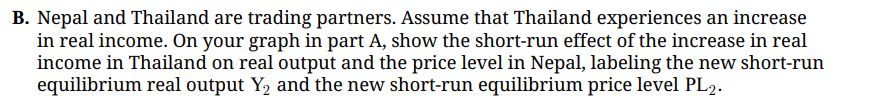 B. Nepal and Thailand are trading partners. Assume that Thailand experiences an increase
in real income. On your graph in part A, show the short-run effect of the increase in real
income in Thailand on real output and the price level in Nepal, labeling the new short-run
equilibrium real output Y₂ and the new short-run equilibrium price level PL₂.